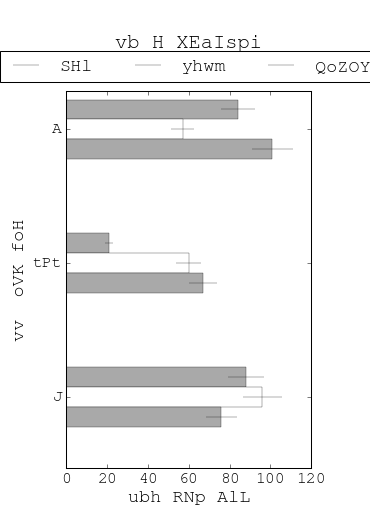 vb H XEaIspi
SHl yhwm QoZOY
A
tPt
J
vv oVK foH
0 20 40 60 80 100 120
ubh RNp AlL